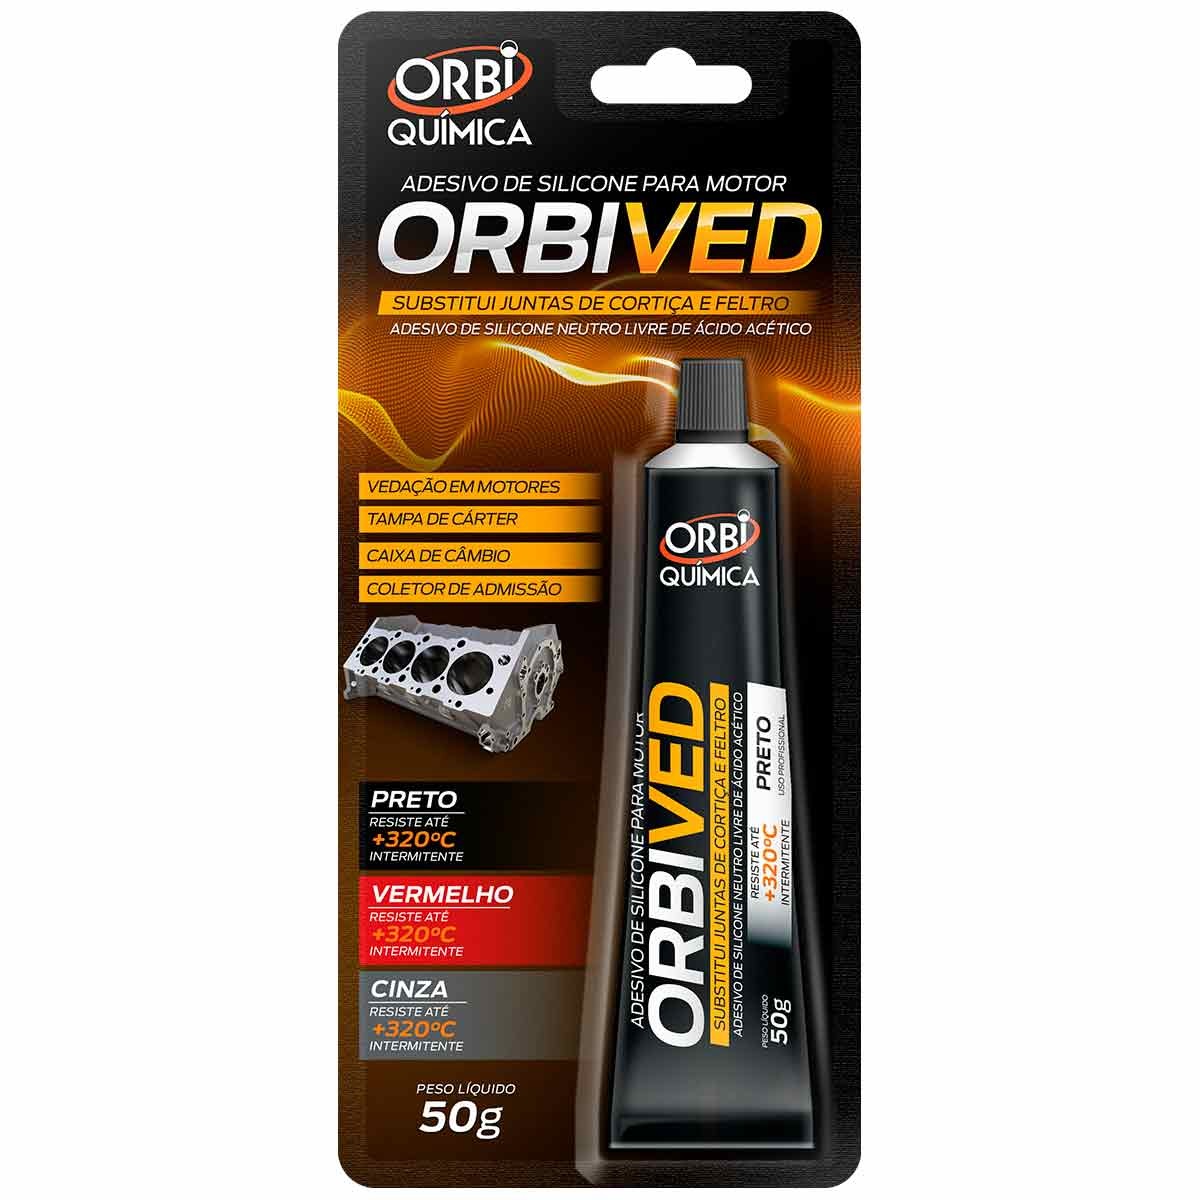 ORBI
QUÍMICA
ADESIVO DE SILICONE PARA MOTOR
ORBIVED
SUBSTITUI JUNTAS DE CORTIÇA E FELTRO
ADESIVO DE SILICONE NEUTRO LIVRE DE ÁCIDO ACÉTICO
VEDAÇÃO EM MOTORES
TAMPA DE CÁRTER
CAIXA DE CÂMBIO
COLETOR DE ADMISSÃO
PRETO
RESISTE ATÉ
+320ºC
INTERMITENTE
VERMELHO
RESISTE ATÉ
+320ºC
INTERMITENTE
CINZA
RESISTE ATÉ
+320ºC
INTERMITENTE
PESO LÍQUIDO
50g
ORBI
QUÍMICA
ADESIVO DE SILICONE PARA MOTOR
ORBIVED
SUBSTITUI JUNTAS DE CORTIÇA E FELTRO
ADESIVO DE SILICONE NEUTRO LIVRE DE ÁCIDO ACÉTICO
PRETO
USO PROFISSIONAL
RESISTE ATÉ
+320ºC
INTERMITENTE
PESO LÍQUIDO
50g